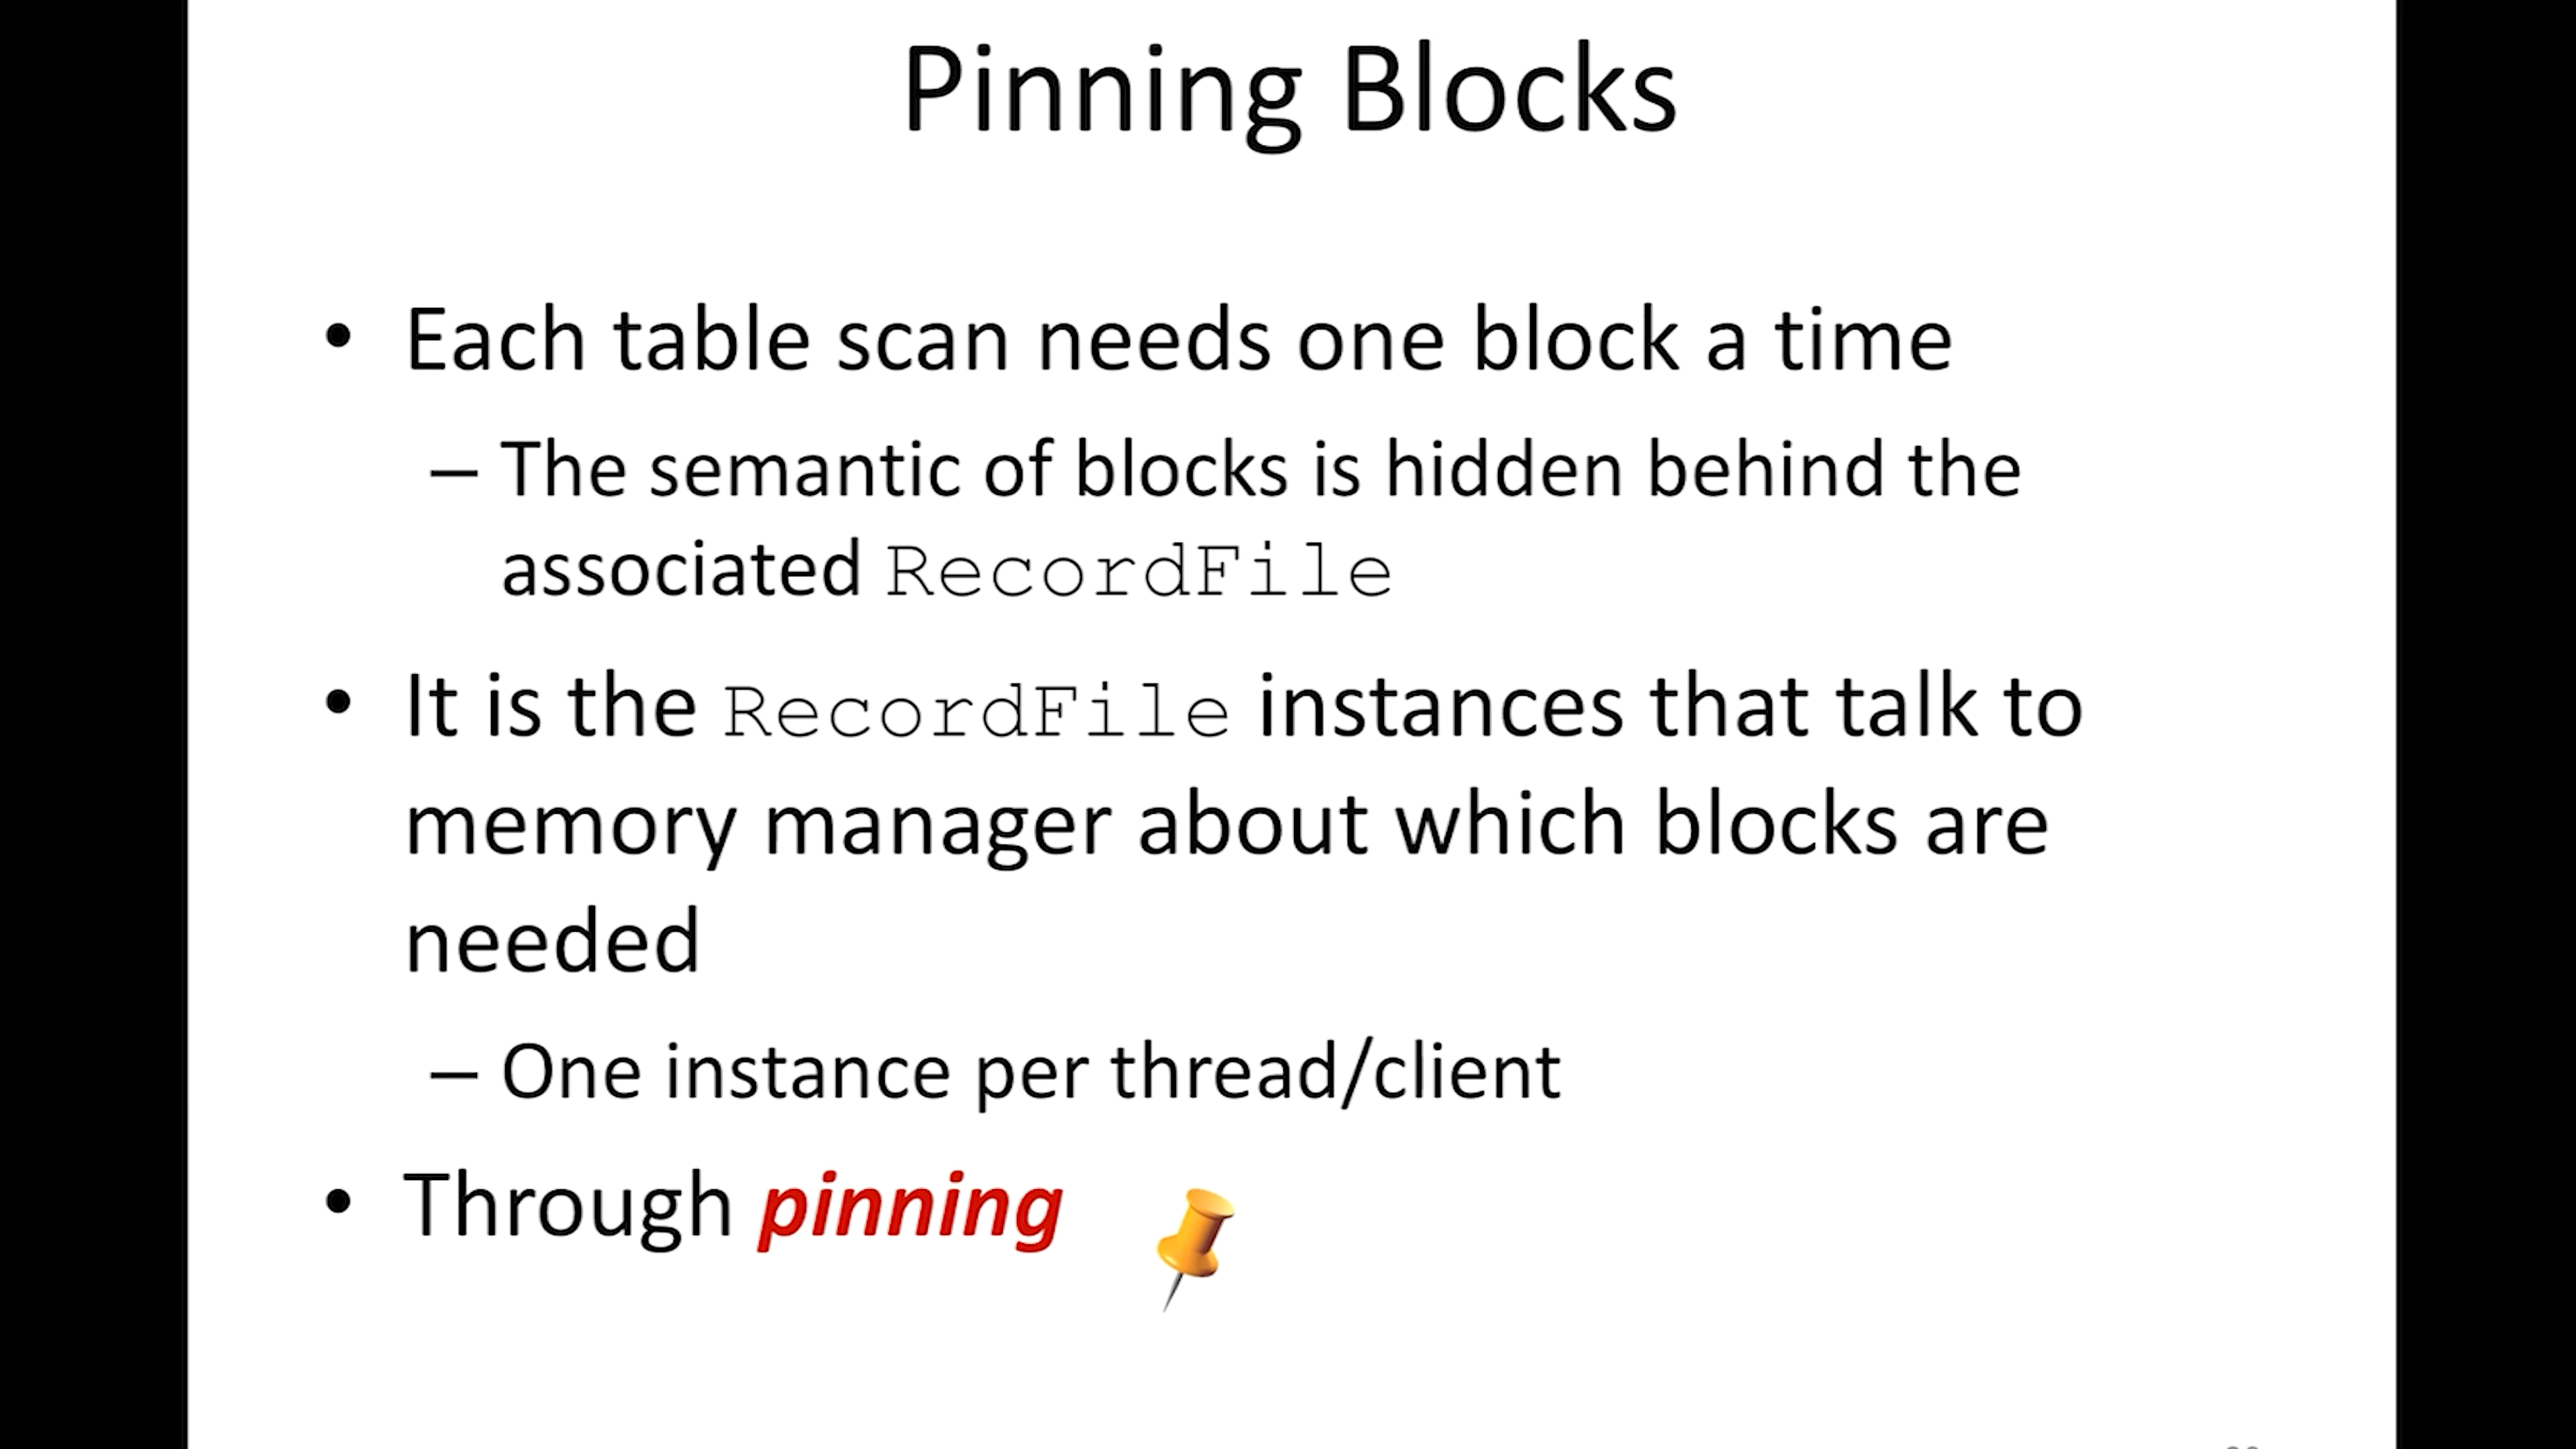 Pinning Blocks
• Each table scan needs one block a time
– The semantic of blocks is hidden behind the
associated RecordFile
• It is the RecordFile instances that talk to
memory manager about which blocks are
needed
– One instance per thread/client
• Through pinning